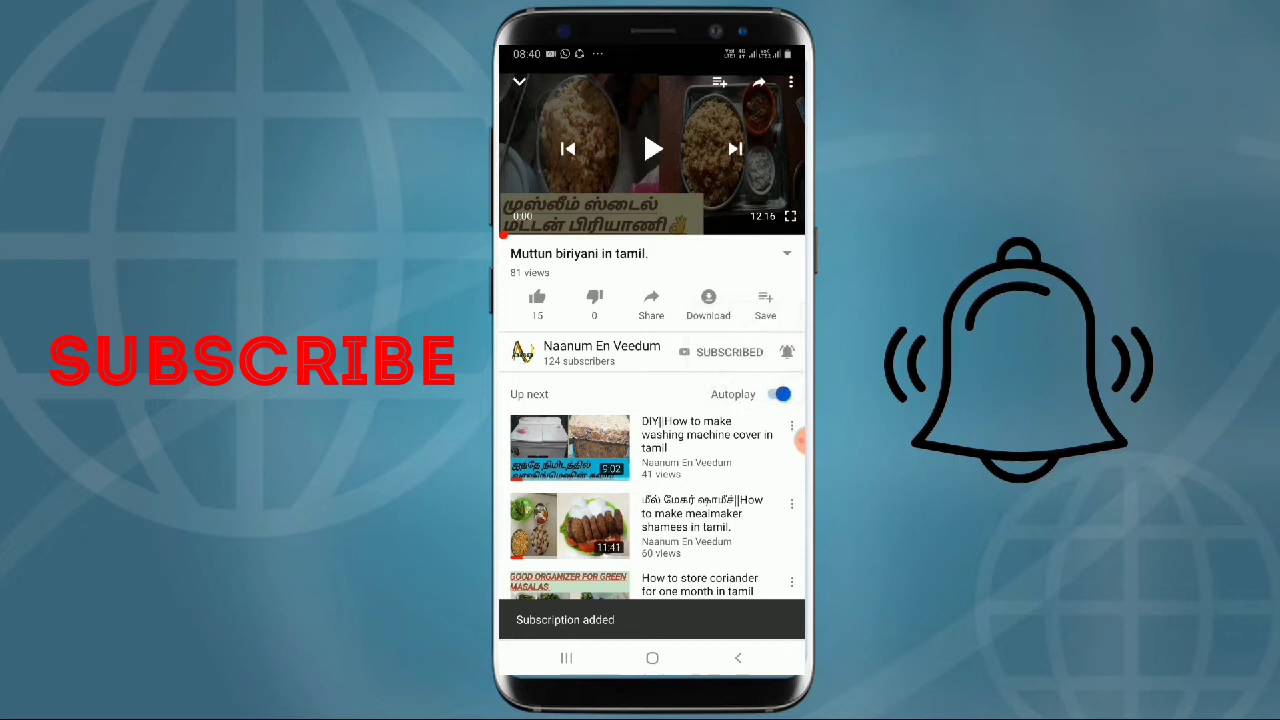 SUBSCRIBE
08:40
முஸ்லீம் ஸ்டைல்
மட்டன் பிரியாணி
0:00
12:16
Muttun biriyani in tamil.
81 views
15
0
Share
Download
Save
Naanum En Veedum
SUBSCRIBED
124 subscribers
Up next
Autoplay
DIY||How to make
washing machine cover in
tamil
Naanum En Veedum
41 views
ஐந்தே நிமிடத்தில்
9:02
மீல் மேகர் ஷாமீச்||How
to make mealmaker
shamees in tamil.
Naanum En Veedum
60 views
11:41
GOOD ORGANIZER FOR GREEN
MASALAS
How to store coriander
for one month in tamil
Subscription added